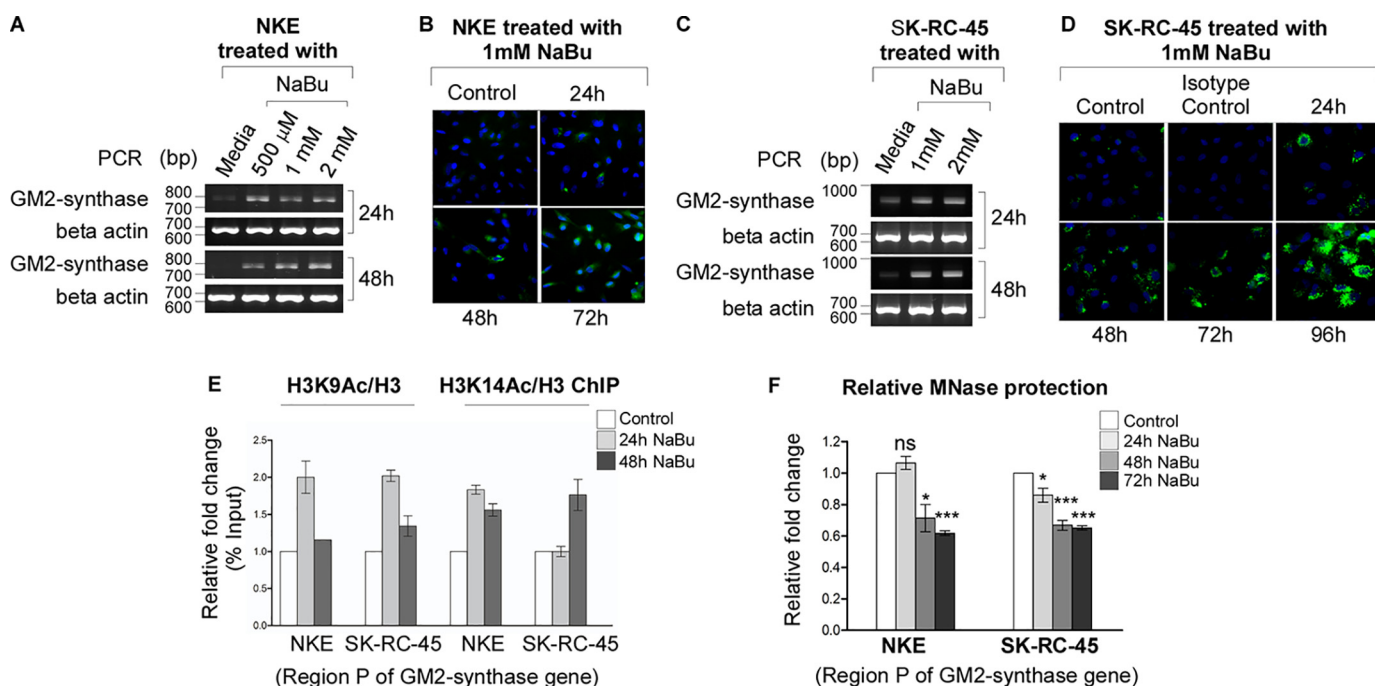 A
NKE
treated with
NaBu
Media
500 µM
1 mM
2 mM
PCR (bp)
GM2-synthase
800
700
beta actin
700
600
24h
GM2-synthase
800
700
beta actin
700
600
48h
B
NKE treated with
1mM NaBu
Control 24h
48h 72h
C
SK-RC-45
treated with
NaBu
Media
1mM
2mM
PCR (bp)
GM2-synthase
1000
beta actin
700
600
24h
GM2-synthase
1000
beta actin
700
600
48h
D
SK-RC-45 treated with
1mM NaBu
Control
Isotype
Control
24h
48h 72h 96h
E
H3K9Ac/H3 H3K14Ac/H3 ChIP
Control
24h NaBu
48h NaBu
Relative fold change
(% Input)
2.5
2.0
1.5
1.0
0.5
0.0
NKE SK-RC-45 NKE SK-RC-45
(Region P of GM2-synthase gene)
F
Relative MNase protection
Control
24h NaBu
48h NaBu
72h NaBu
Relative fold change
1.2
1.0
0.8
0.6
0.4
0.2
0.0
ns * *** * *** ***
NKE SK-RC-45
(Region P of GM2-synthase gene)